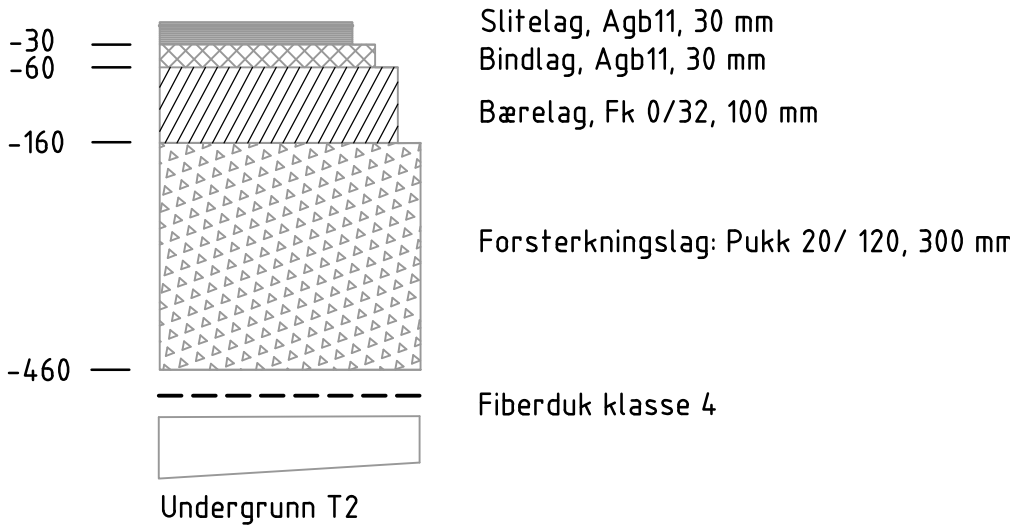 Slitelag, Agb11, 30 mm
-30
Bindlag, Agb11, 30 mm
-60
Bærelag, Fk 0/32, 100 mm
-160
Forsterkningslag: Pukk 20/ 120, 300 mm
-460
Fiberduk klasse 4
Undergrunn T2